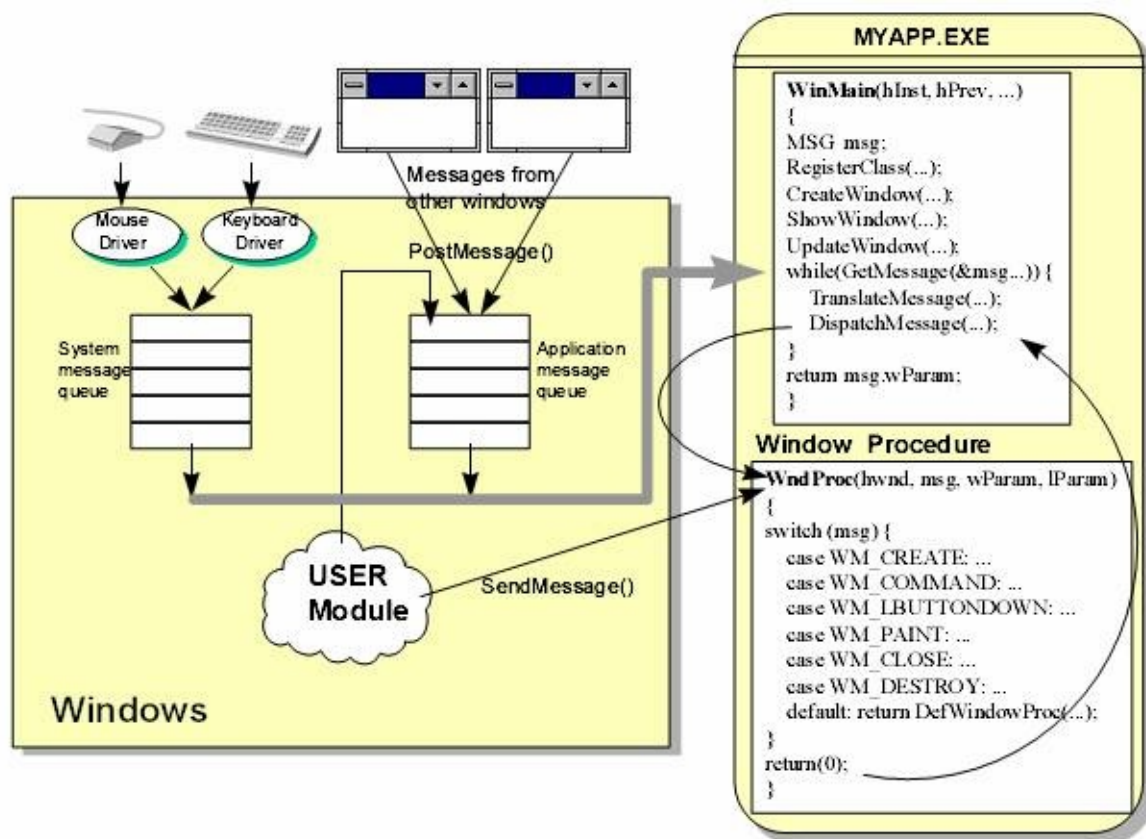 MYAPP.EXE
WinMain(hInst, hPrev, ...)
{
MSG msg;
RegisterClass(...);
CreateWindow(...);
ShowWindow(...);
UpdateWindow(...);
while(GetMessage(&msg...)) {
TranslateMessage(...);
DispatchMessage(...);
}
return msg.wParam;
}
Window Procedure
WndProc(hwnd, msg, wParam, lParam)
{
switch (msg) {
case WM_CREATE: ...
case WM_COMMAND: ...
case WM_LBUTTONDOWN: ...
case WM_PAINT: ...
case WM_CLOSE: ...
case WM_DESTROY: ...
default: return DefWindowProc(...);
}
return(0);
}
Messages from
other windows
Mouse
Driver
Keyboard
Driver
PostMessage()
System
message
queue
Application
message
queue
USER
Module
SendMessage()
Windows